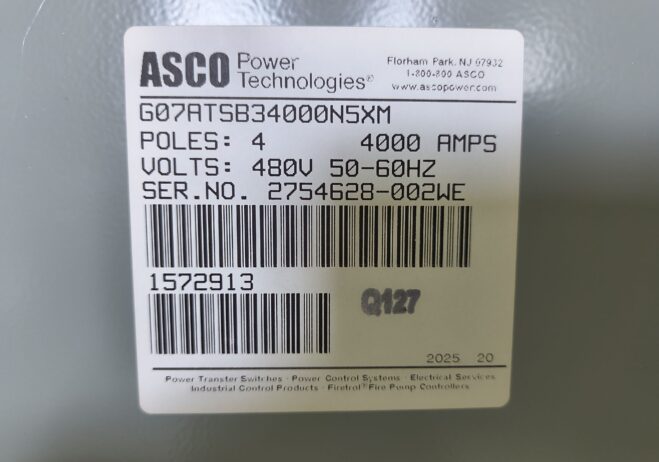 ASCO Power Technologies®
Florham Park, NJ 07932
1-800-800 ASCO
www.ascopower.com
G07ATSB34000N5XM
POLES: 4 4000 AMPS
VOLTS: 480V 50-60HZ
SER.NO. 2754628-002WE
1572913
Q127
2025 20
Power Transfer Switches · Power Control Systems · Electrical Services
Industrial Control Products · Firetrol® Fire Pump Controllers